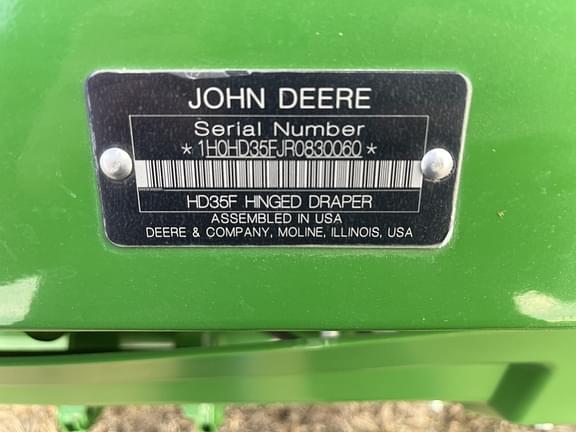 JOHN DEERE
Serial Number
*1H0HD35FJR0830060*
HD35F HINGED DRAPER
ASSEMBLED IN USA
DEERE & COMPANY, MOLINE, ILLINOIS, USA